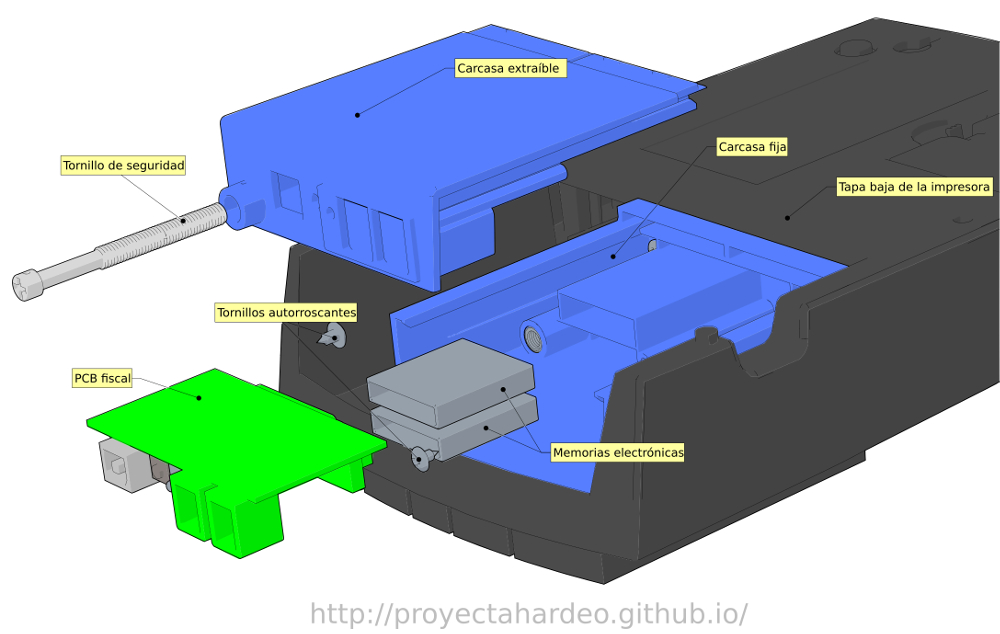 Carcasa extraíble
Carcasa fija
Tornillo de seguridad
Tapa baja de la impresora
Tornillos autorroscantes
PCB fiscal
Memorias electrónicas
http://proyectahardeo.github.io/